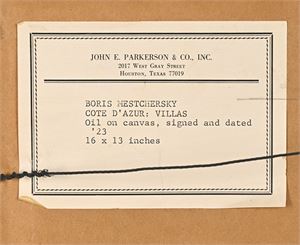 JOHN E. PARKERSON & CO., INC.
2017 WEST GRAY STREET
HOUSTON, TEXAS 77019
BORIS MESTCHERSKY
COTE D'AZUR: VILLAS
Oil on canvas, signed and dated
'23
16 x 13 inches